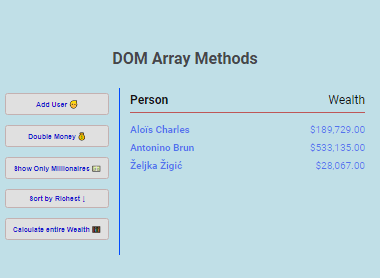 DOM Array Methods
Add User
Double Money 💰
Show Only Millionaires 💵
Sort by Richest ↓
Calculate entire Wealth
Person Wealth
Aloïs Charles $189,729.00
Antonino Brun $533,135.00
Željka Žigić $28,067.00